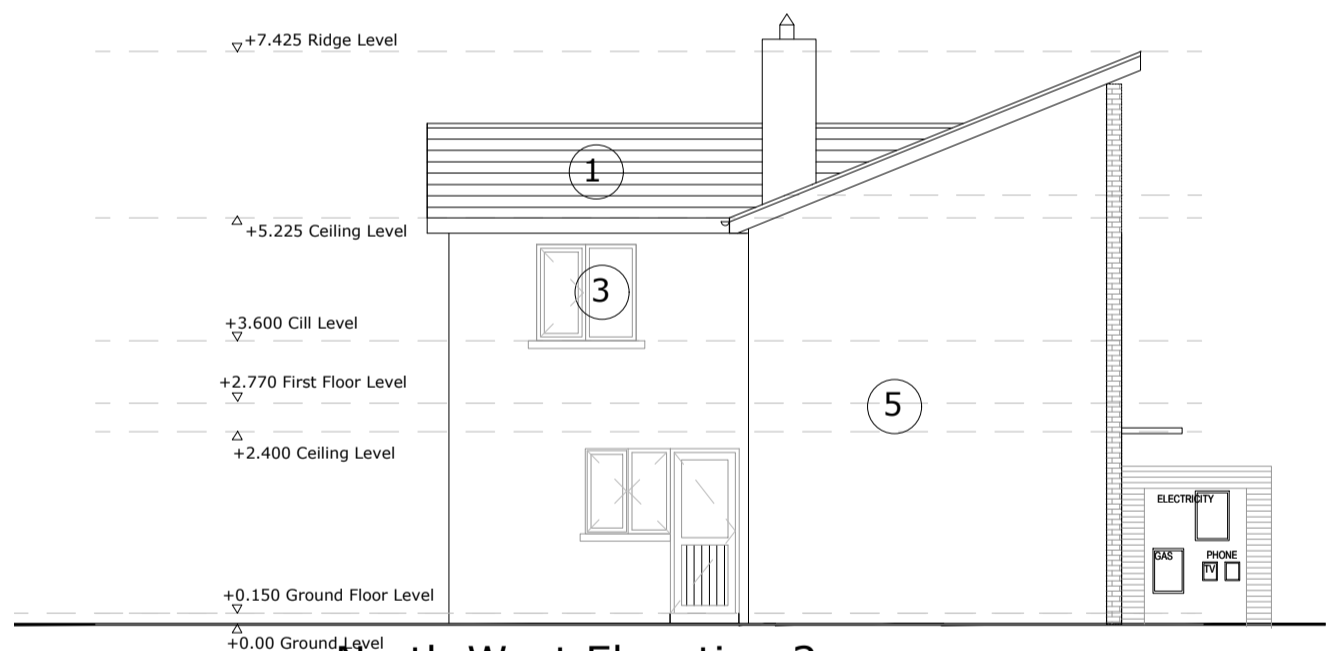 +7.425 Ridge Level
1
+5.225 Ceiling Level
3
+3.600 Cill Level
+2.770 First Floor Level
5
+2.400 Ceiling Level
ELECTRICITY
GAS
PHONE
TV
+0.150 Ground Floor Level
+0.00 Ground Level